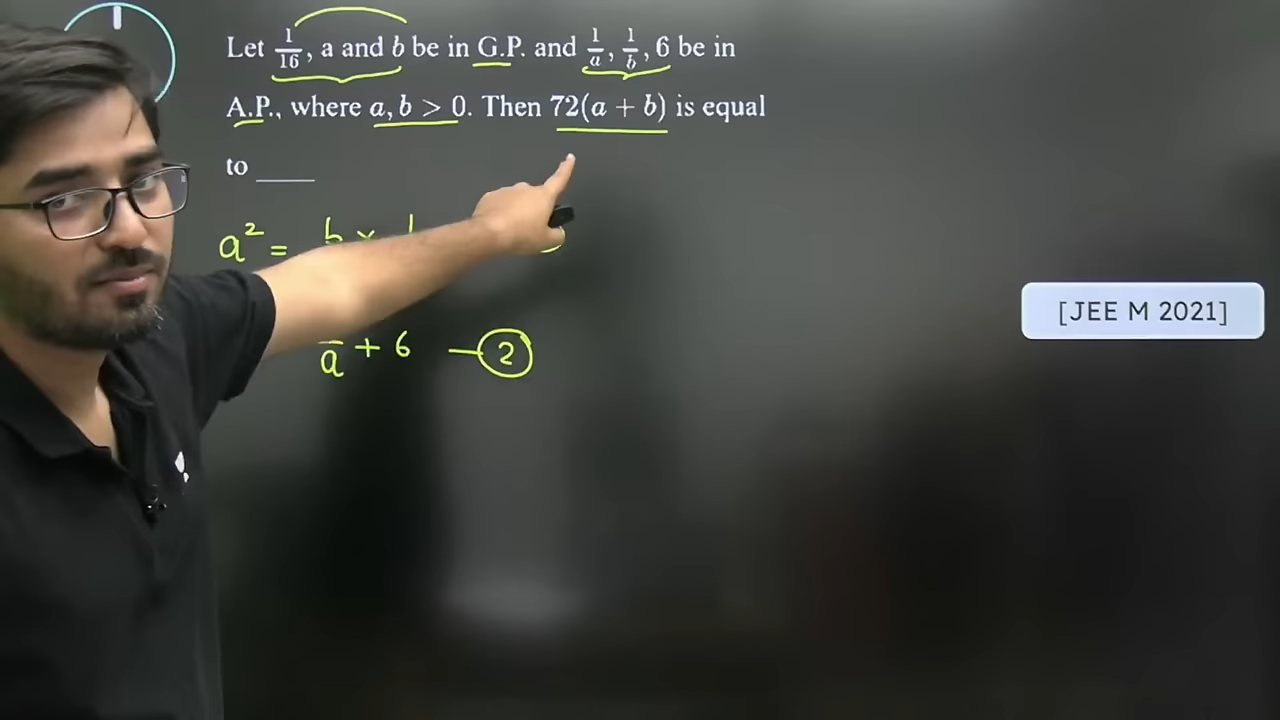 Let 1/16, a and b be in G.P. and 1/a, 1/b, 6 be in
A.P., where a, b > 0. Then 72(a + b) is equal
to ____
a² =
a + 6 — 2
[JEE M 2021]